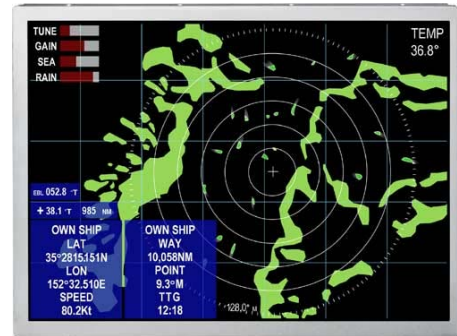 TUNE
GAIN
SEA
RAIN
TEMP
36.8°
EBL 052.8 °T
+ 38.1 °T 985 NM
OWN SHIP
LAT
35°2815.151N
LON
152°32.510E
SPEED
80.2Kt
OWN SHIP
WAY
10,058NM
POINT
9.3°M
TTG
12:18
128,0°